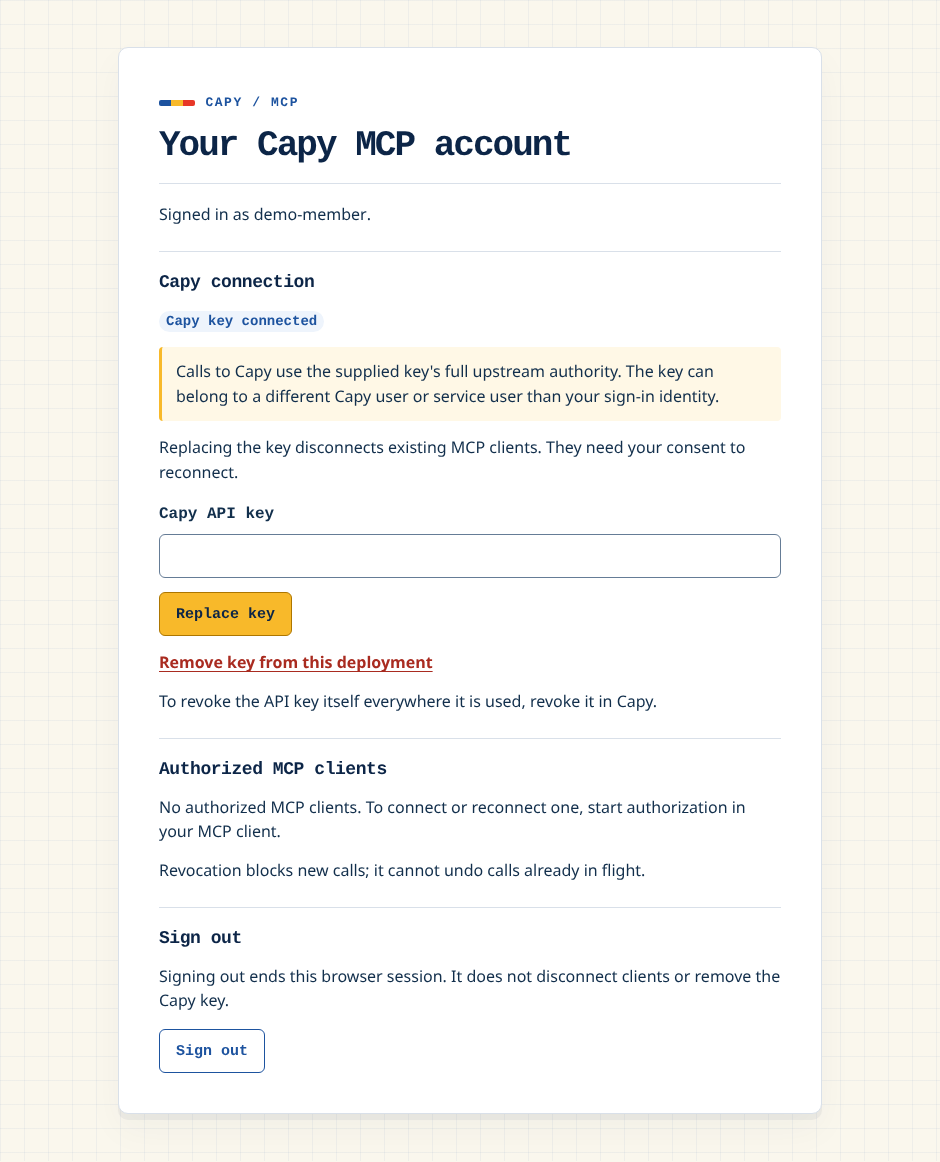 CAPY / MCP
Your Capy MCP account
Signed in as demo-member.
Capy connection
Capy key connected
Calls to Capy use the supplied key's full upstream authority. The key can
belong to a different Capy user or service user than your sign-in identity.
Replacing the key disconnects existing MCP clients. They need your consent to
reconnect.
Capy API key
Replace key
Remove key from this deployment
To revoke the API key itself everywhere it is used, revoke it in Capy.
Authorized MCP clients
No authorized MCP clients. To connect or reconnect one, start authorization in
your MCP client.
Revocation blocks new calls; it cannot undo calls already in flight.
Sign out
Signing out ends this browser session. It does not disconnect clients or remove the
Capy key.
Sign out